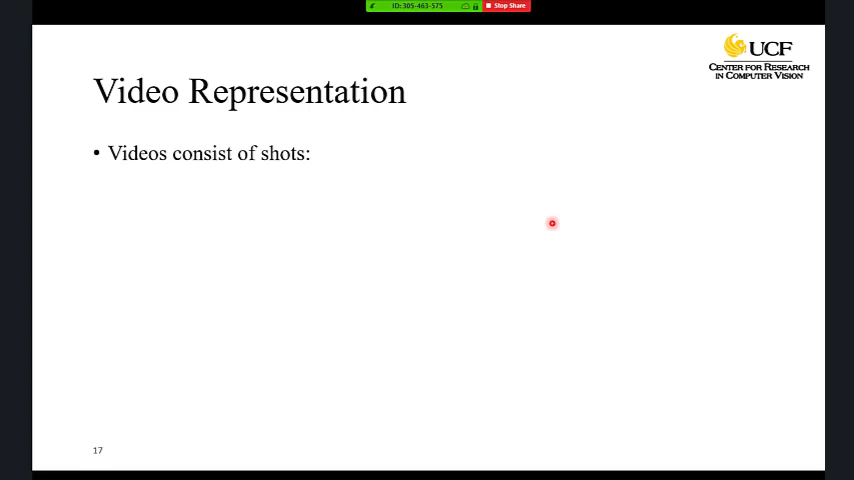 ID: 305-463-575 Stop Share
UCF
CENTER FOR RESEARCH
IN COMPUTER VISION
Video Representation
• Videos consist of shots:
17